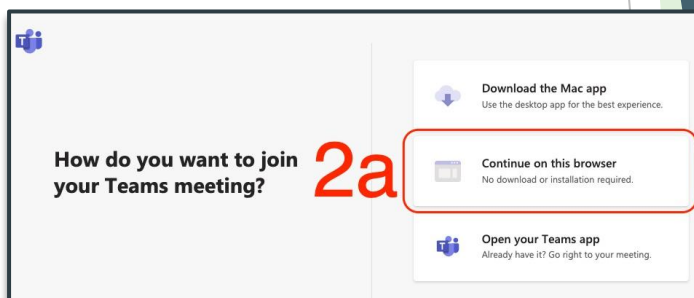 How do you want to join
your Teams meeting?
2a
Download the Mac app
Use the desktop app for the best experience.
Continue on this browser
No download or installation required.
Open your Teams app
Already have it? Go right to your meeting.